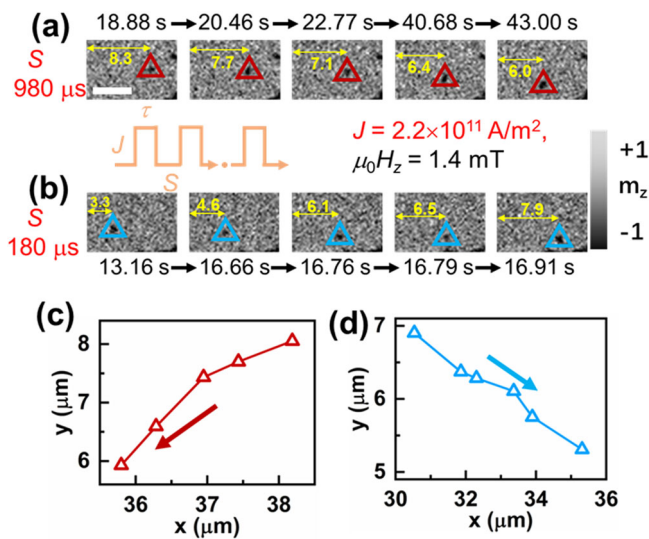 (a) 18.88 s 20.46 s 22.77 s 40.68 s 43.00 s
S
980 μs
8.3 7.7 7.1 6.4 6.0
τ
J
S
J = 2.2×10¹¹ A/m²,
μ₀Hz = 1.4 mT
+1
mz
-1
(b)
S
180 μs
3.3 4.6 6.1 6.5 7.9
13.16 s 16.66 s 16.76 s 16.79 s 16.91 s
(c)
8
7
6
y (μm)
36 37 38
x (μm)
(d)
7
6
5
y (μm)
30 32 34 36
x (μm)